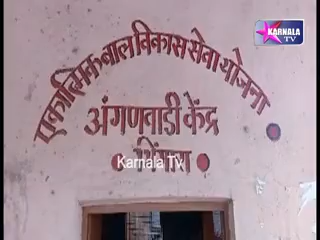 KARNALA
TV
एकात्मिक बाल विकास सेवा योजना
अंगणवाडी केंद्र
Karnala Tv